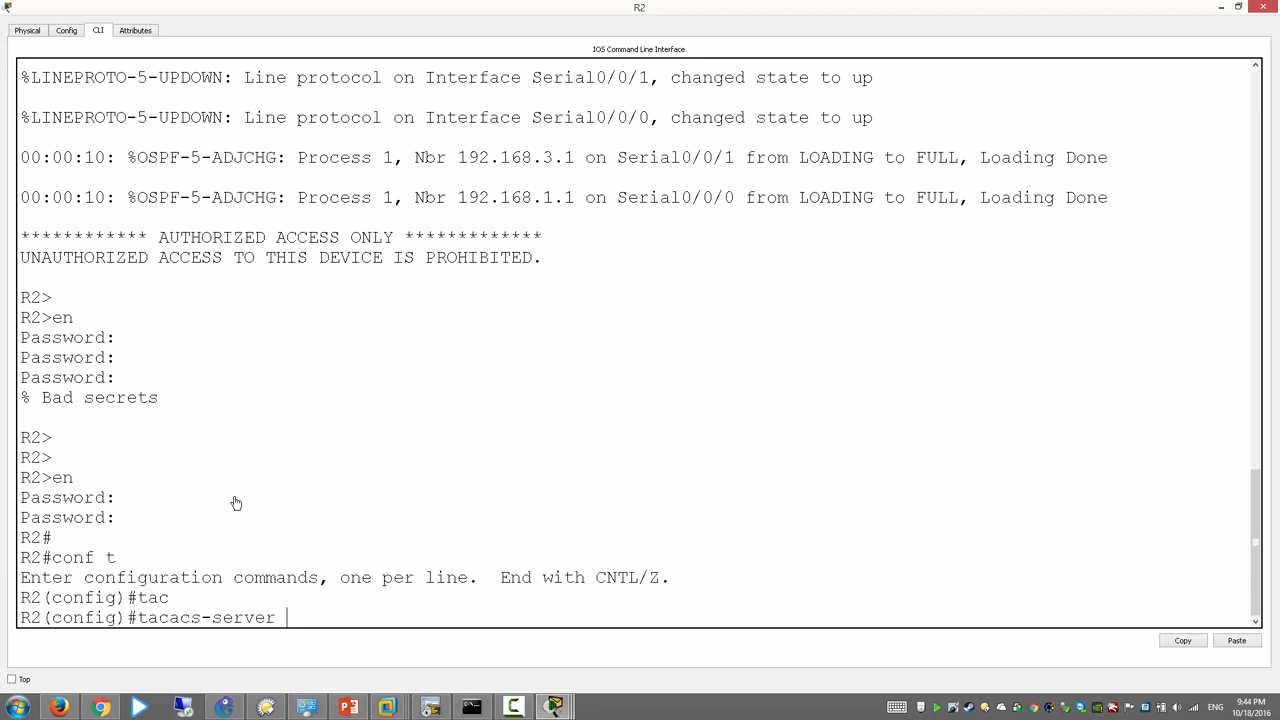 R2
Physical Config CLI Attributes
IOS Command Line Interface
%LINEPROTO-5-UPDOWN: Line protocol on Interface Serial0/0/1, changed state to up
%LINEPROTO-5-UPDOWN: Line protocol on Interface Serial0/0/0, changed state to up
00:00:10: %OSPF-5-ADJCHG: Process 1, Nbr 192.168.3.1 on Serial0/0/1 from LOADING to FULL, Loading Done
00:00:10: %OSPF-5-ADJCHG: Process 1, Nbr 192.168.1.1 on Serial0/0/0 from LOADING to FULL, Loading Done
************ AUTHORIZED ACCESS ONLY *************
UNAUTHORIZED ACCESS TO THIS DEVICE IS PROHIBITED.
R2>
R2>en
Password:
Password:
Password:
% Bad secrets
R2>
R2>
R2>en
Password:
Password:
R2#
R2#conf t
Enter configuration commands, one per line.  End with CNTL/Z.
R2(config)#tac
R2(config)#tacacs-server
Copy Paste
Top
ENG
9:44 PM
10/18/2016